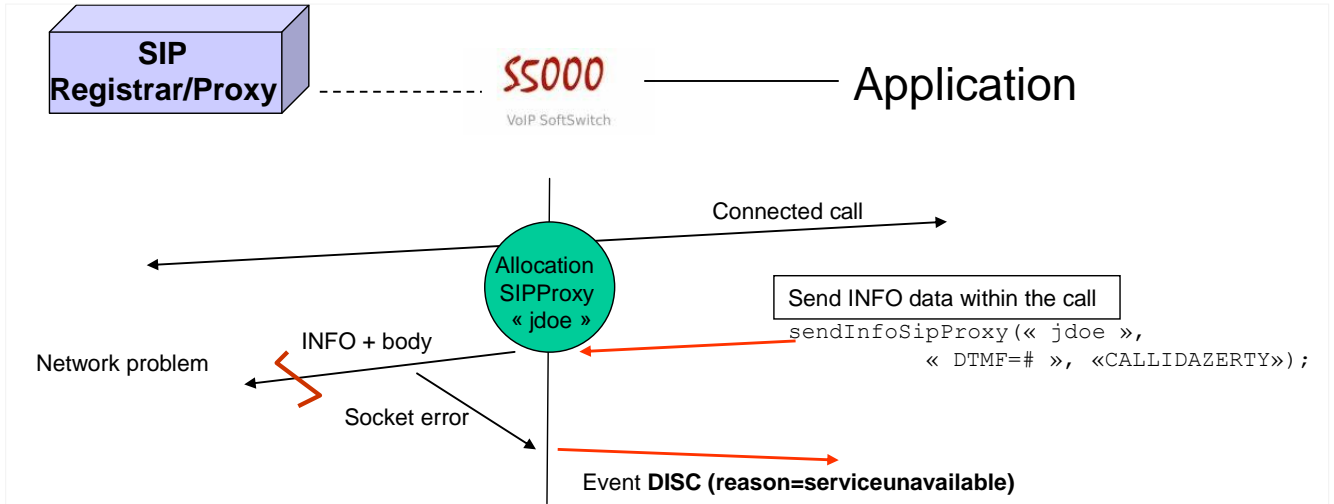 SIP
Registrar/Proxy
SS000
VoIP SoftSwitch
Application
Connected call
Allocation
SIPProxy
« jdoe »
Send INFO data within the call
sendInfoSipProxy(« jdoe »,
« DTMF=# », «CALLIDAZERTY»);
INFO + body
Network problem
Socket error
Event DISC (reason=serviceunavailable)